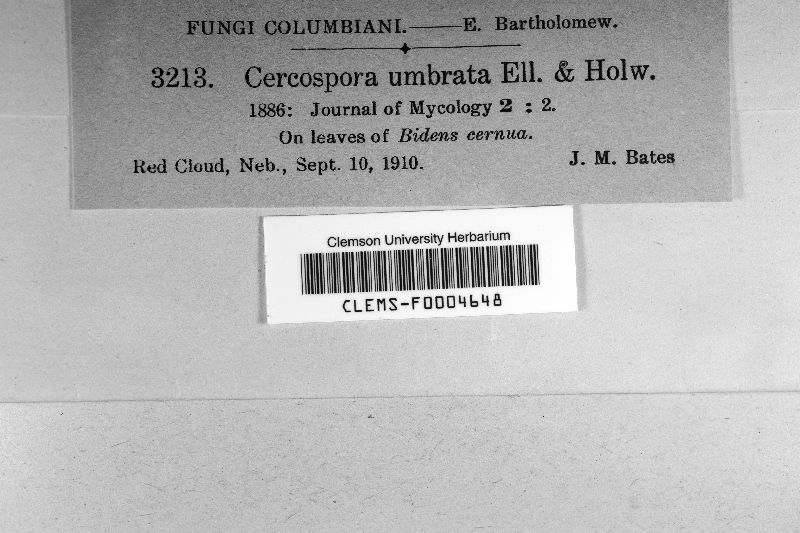 FUNGI COLUMBIANI.——E. Bartholomew.
3213. Cercospora umbrata Ell. & Holw.
1886: Journal of Mycology 2 : 2.
On leaves of Bidens cernua.
Red Cloud, Neb., Sept. 10, 1910. J. M. Bates
Clemson University Herbarium
CLEMS-F0004648